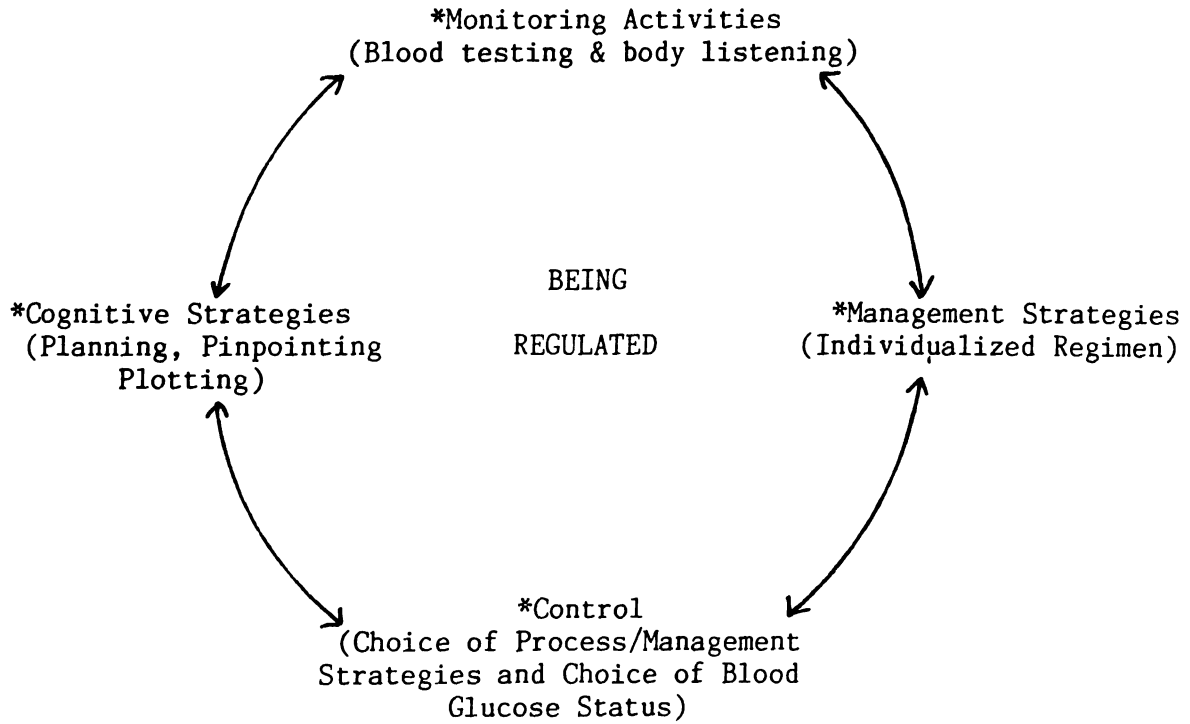 *Monitoring Activities
(Blood testing & body listening)
BEING
REGULATED
*Cognitive Strategies
(Planning, Pinpointing
Plotting)
*Management Strategies
(Individualized Regimen)
*Control
(Choice of Process/Management
Strategies and Choice of Blood
Glucose Status)